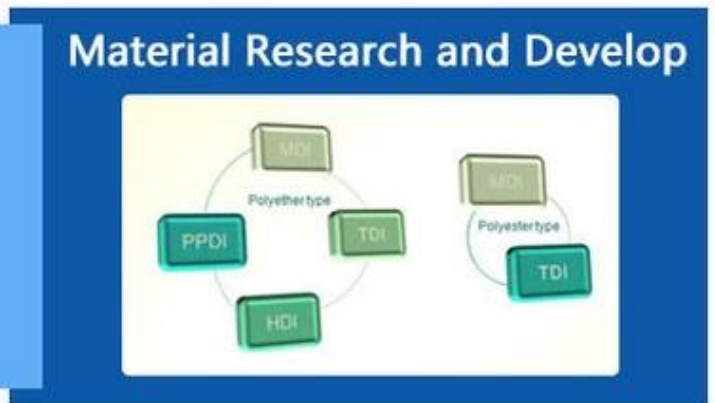 Material Research and Develop
MDI
Polyether type
PPDI
TDI
HDI
MDI
Polyester type
TDI